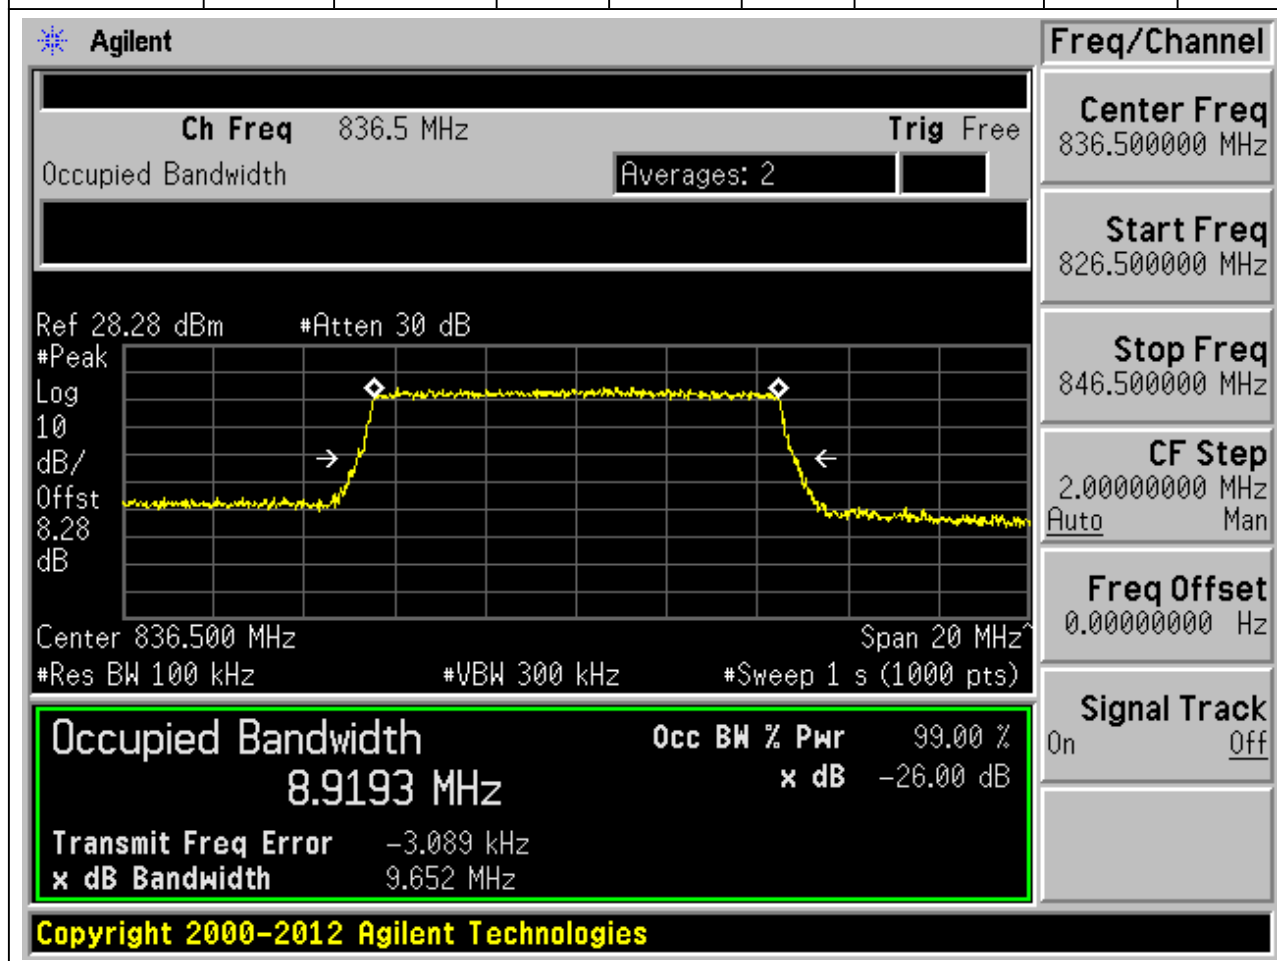 Agilent
Freq/Channel
Ch Freq 836.5 MHz Trig Free
Occupied Bandwidth Averages: 2
Center Freq
836.500000 MHz
Start Freq
826.500000 MHz
Stop Freq
846.500000 MHz
CF Step
2.00000000 MHz
Auto Man
Freq Offset
0.00000000 Hz
Signal Track
On Off
Ref 28.28 dBm #Atten 30 dB
#Peak
Log
10
dB/
Offst
8.28
dB
Center 836.500 MHz Span 20 MHz^
#Res BW 100 kHz #VBW 300 kHz #Sweep 1 s (1000 pts)
Occupied Bandwidth Occ BW % Pwr 99.00 %
8.9193 MHz x dB -26.00 dB
Transmit Freq Error -3.089 kHz
x dB Bandwidth 9.652 MHz
Copyright 2000-2012 Agilent Technologies